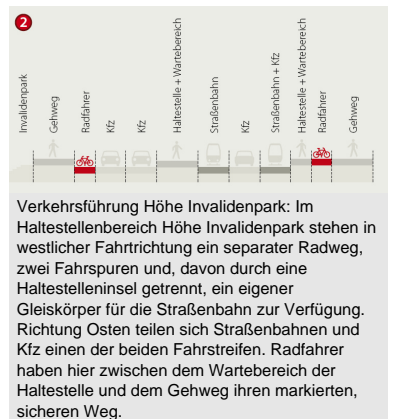 2
Invalidenpark
Gehweg
Radfahrer
Kfz
Kfz
Haltestelle + Wartebereich
Straßenbahn
Kfz
Straßenbahn + Kfz
Haltestelle + Wartebereich
Radfahrer
Gehweg
Verkehrsführung Höhe Invalidenpark: Im
Haltestellenbereich Höhe Invalidenpark stehen in
westlicher Fahrtrichtung ein separater Radweg,
zwei Fahrspuren und, davon durch eine
Haltestelleninsel getrennt, ein eigener
Gleiskörper für die Straßenbahn zur Verfügung.
Richtung Osten teilen sich Straßenbahnen und
Kfz einen der beiden Fahrstreifen. Radfahrer
haben hier zwischen dem Wartebereich der
Haltestelle und dem Gehweg ihren markierten,
sicheren Weg.